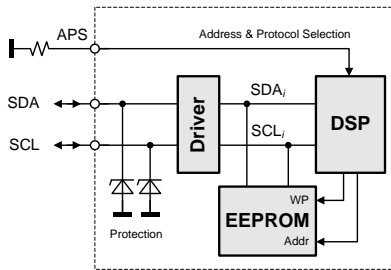 APS
Address & Protocol Selection
SDA
SDAi
Driver
DSP
SCL
SCLi
WP
EEPROM
Addr
Protection